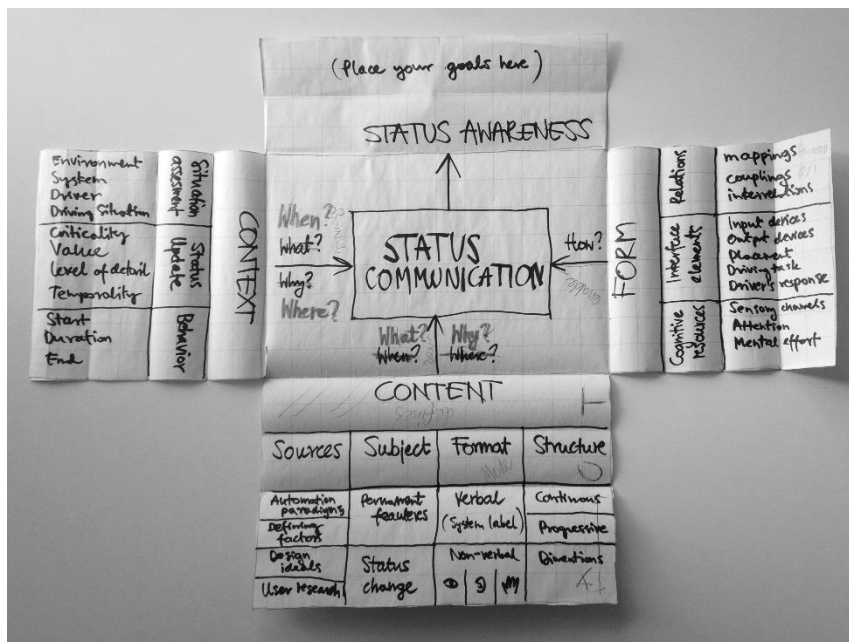 (Place your goals here)
STATUS AWARENESS
Environment
System
Driver
Driving Situation
Situation
assesment
Criticality
Value
Level of detail
Temporality
Status
Update
Start
Duration
End
Behavior
CONTEXT
When?
What?
Why?
Where?
STATUS
COMMUNICATION
How?
What? Why?
When? Where?
FORM
Relations
mappings
couplings
interventions
Interface
elements
Input devices
Output devices
Placement
Driving task
Driver's response
Cognitive
resources
Sensory channels
Attention
Mental effort
CONTENT
defines
Sources Subject Format Structure
Automation
paradigms
Defining
factors
Design
ideals
User research
Permanent
features
Status
change
Verbal
(System label)
Non-verbal
Continous
Progressive
Dimentions